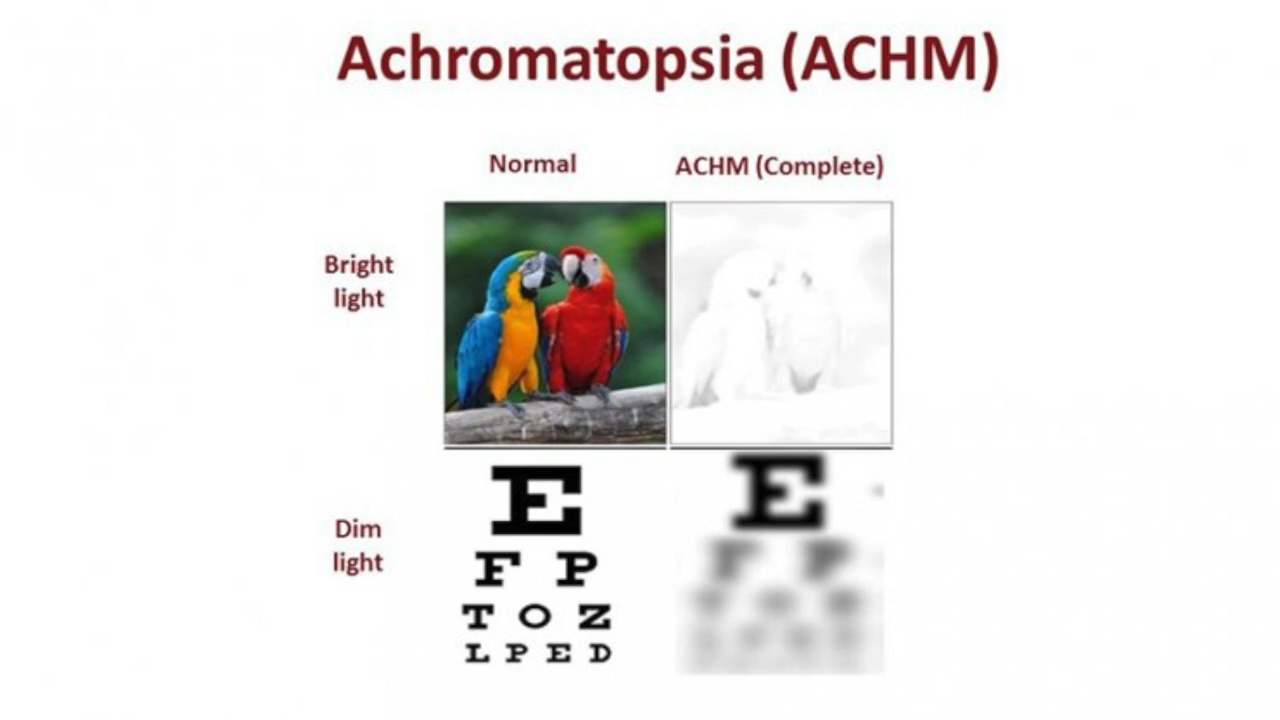 Achromatopsia (ACHM)
Normal
ACHM (Complete)
Bright
light
Dim
light
E
F P
T O Z
L P E D
E
F P